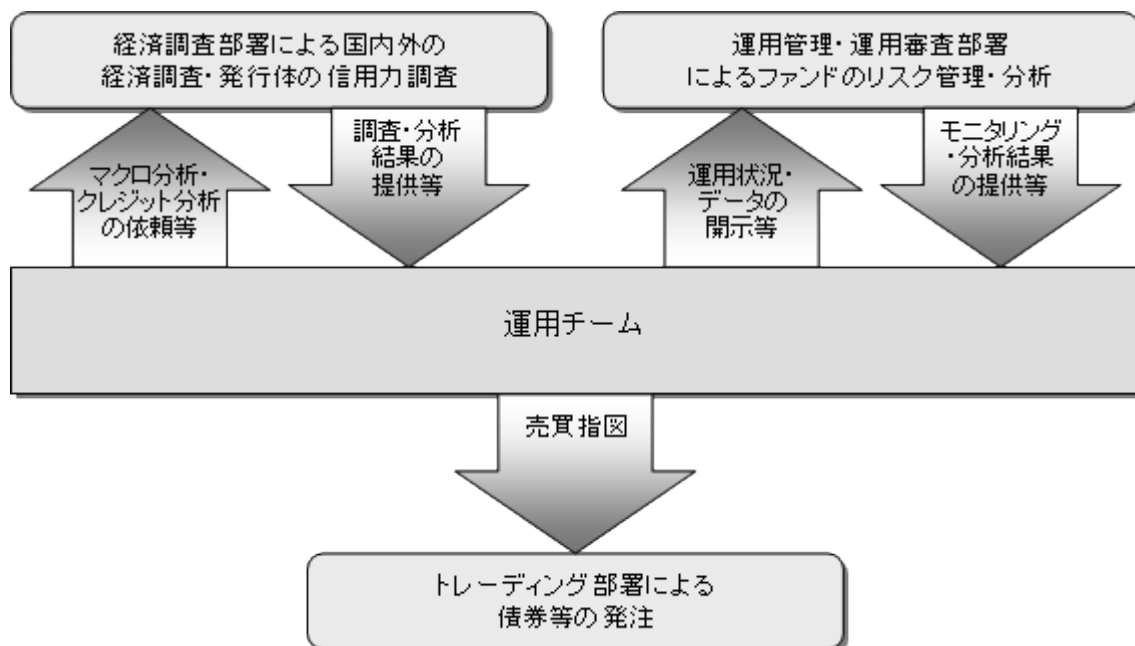 経済調査部署による国内外の
経済調査・発行体の信用力調査
運用管理・運用審査部署
によるファンドのリスク管理・分析
マクロ分析・
クレジット分析
の依頼等
調査・分析
結果の
提供等
運用状況・
データの
開示等
モニタリング
・分析結果
の提供等
運用チーム
売買指図
トレーディング部署による
債券等の発注